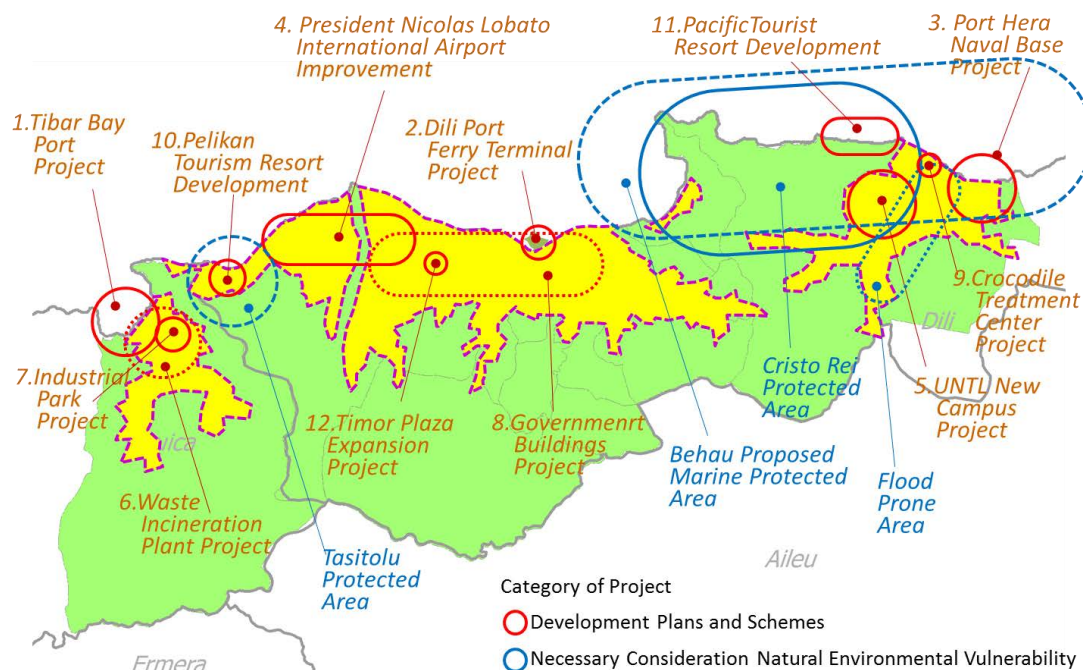 4. President Nicolas Lobato
International Airport
Improvement
11.PacificTourist
Resort Development
3. Port Hera
Naval Base
Project
1.Tibar Bay
Port
Project
10.Pelikan
Tourism Resort
Development
2.Dili Port
Ferry Terminal
Project
9.Crocodile
Treatment
Center
Project
Dili
7.Industrial
Park
Project
Cristo Rei
Protected
Area
5.UNTL New
Campus
Project
12.Timor Plaza
Expansion
Project
8.Governmenrt
Buildings
Project
Behau Proposed
Marine Protected
Area
Flood
Prone
Area
6.Waste
Incineration
Plant Project
Tasitolu
Protected
Area
Aileu
Ermera
Category of Project
Development Plans and Schemes
Necessary Consideration Natural Environmental Vulnerability